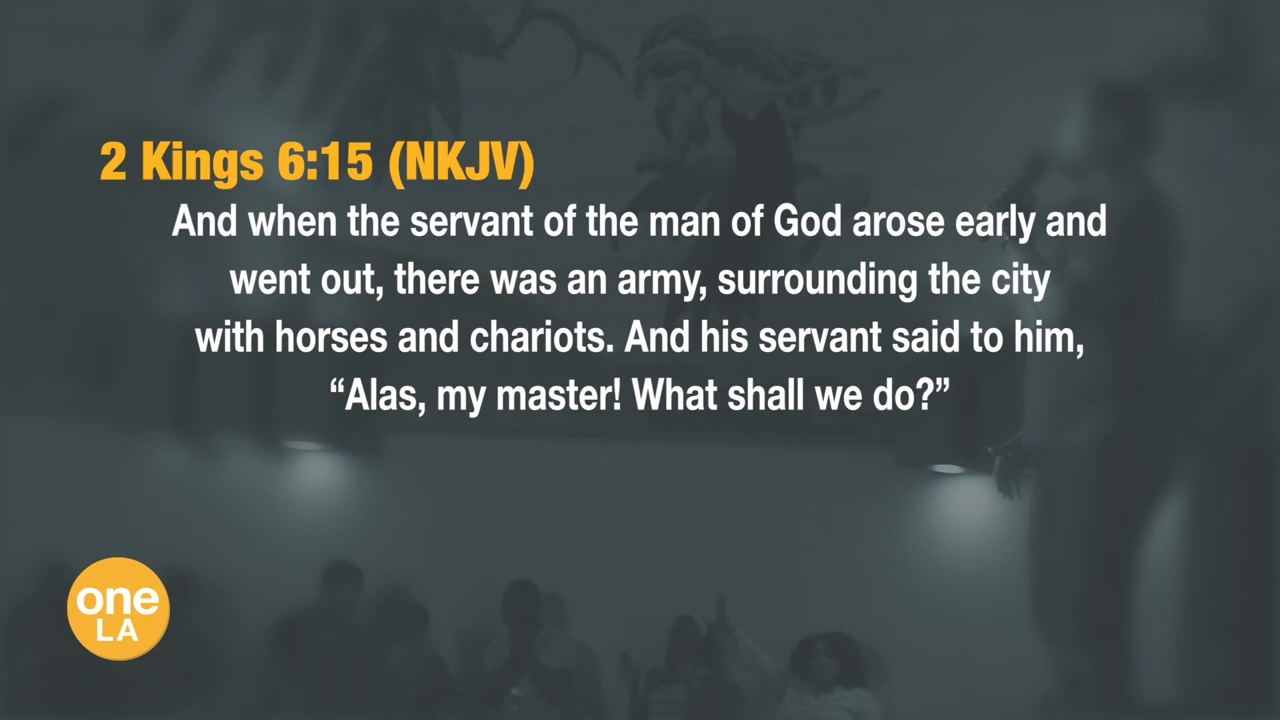 2 Kings 6:15 (NKJV)
And when the servant of the man of God arose early and
went out, there was an army, surrounding the city
with horses and chariots. And his servant said to him,
“Alas, my master! What shall we do?”
one
LA